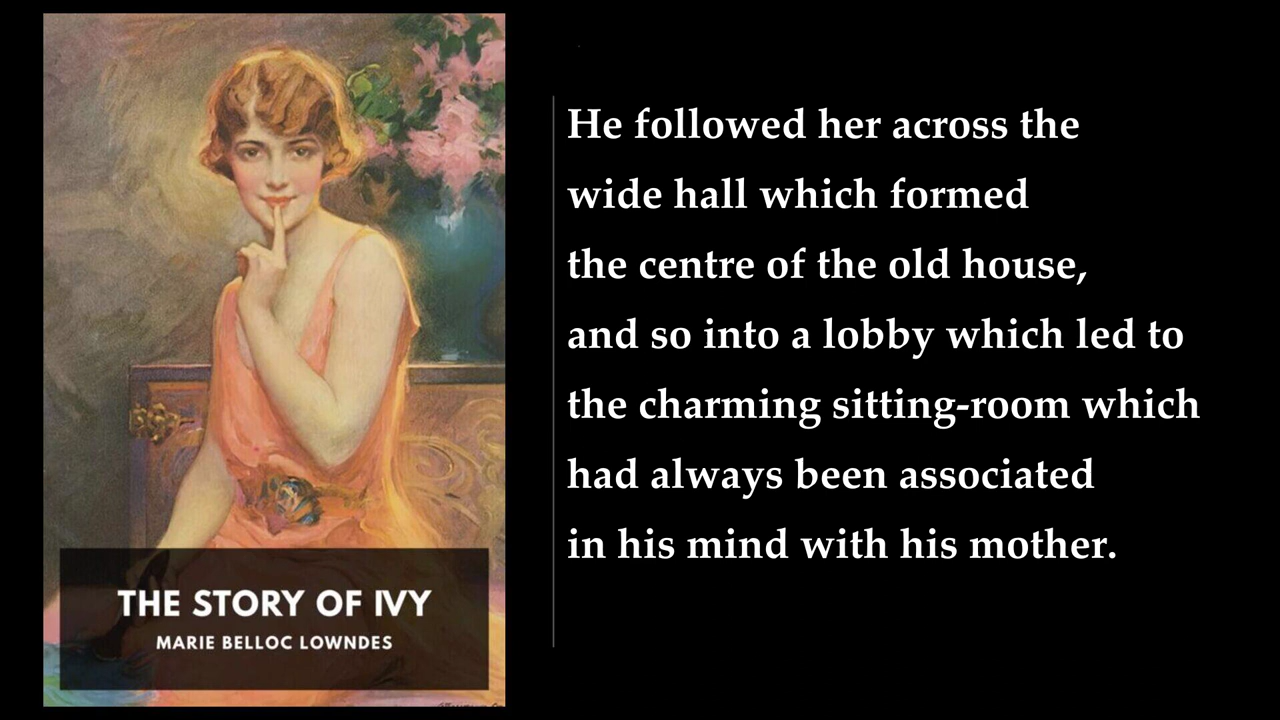 THE STORY OF IVY
MARIE BELLOC LOWNDES
He followed her across the
wide hall which formed
the centre of the old house,
and so into a lobby which led to
the charming sitting-room which
had always been associated
in his mind with his mother.